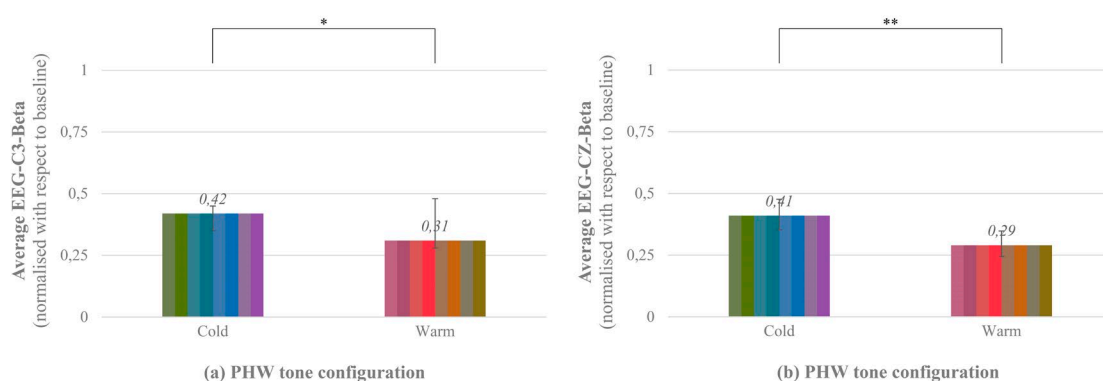 *
1
0,75
0,5
0,25
0
Average EEG-C3-Beta
(normalised with respect to baseline)
0,42
0,31
Cold
Warm
(a) PHW tone configuration
**
1
0,75
0,5
0,25
0
Average EEG-CZ-Beta
(normalised with respect to baseline)
0,41
0,29
Cold
Warm
(b) PHW tone configuration